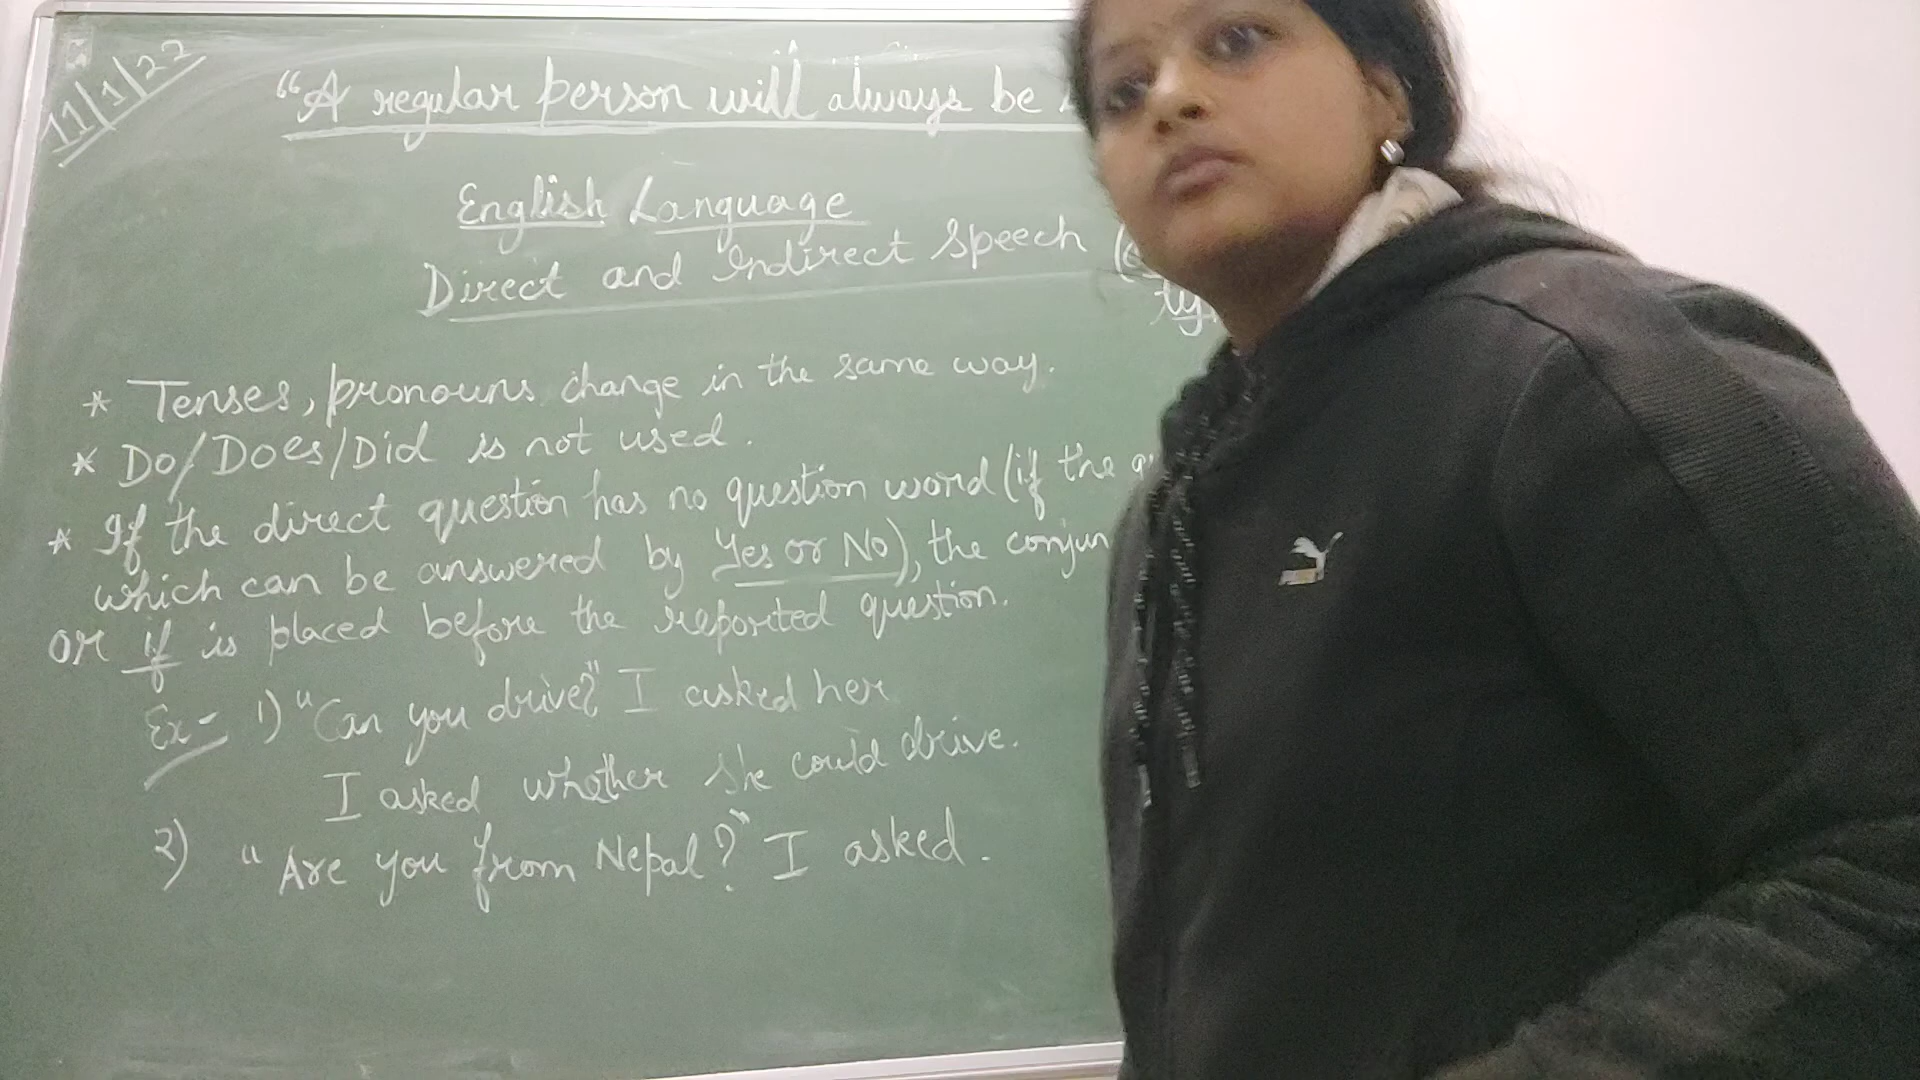 11/1/22
"A regular person will always be
English Language
Direct and Indirect Speech (
* Tenses, pronouns change in the same way.
* Do/Does/Did is not used.
* If the direct question has no question word (if the
which can be answered by Yes or No), the conjun
or if is placed before the reported question.
Ex- 1) "Can you drive?" I asked her
I asked whether she could drive.
2) "Are you from Nepal?" I asked.